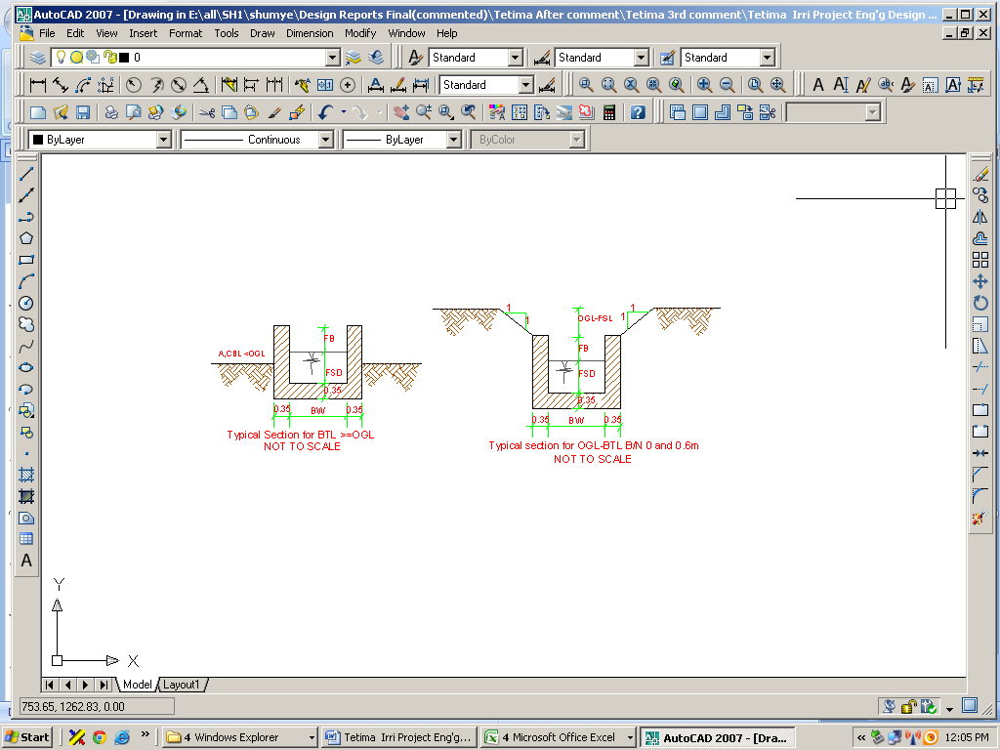 AutoCAD 2007 - [Drawing in E:\all\SH1\shumye\Design Reports Final(commented)\Tetima After comment\Tetima 3rd comment\Tetima  Irri Project Eng'g Design ...
File Edit View Insert Format Tools Draw Dimension Modify Window Help
0 Standard Standard Standard
Standard
ByLayer Continuous ByLayer ByColor
1 1
1 1
OGL-FSL
FB FB
A,CBL <OGL
FSD FSD
0.35 0.35
0.35 BW 0.35
0.35 BW 0.35
Typical Section for BTL >=OGL
NOT TO SCALE
Typical section for OGL-BTL B/N 0 and 0.6m
NOT TO SCALE
Y
X
Model Layout1
753.65, 1262.83, 0.00
Start » 4 Windows Explorer Tetima  Irri Project Eng'g... 4 Microsoft Office Excel AutoCAD 2007 - [Dra... « 12:05 PM